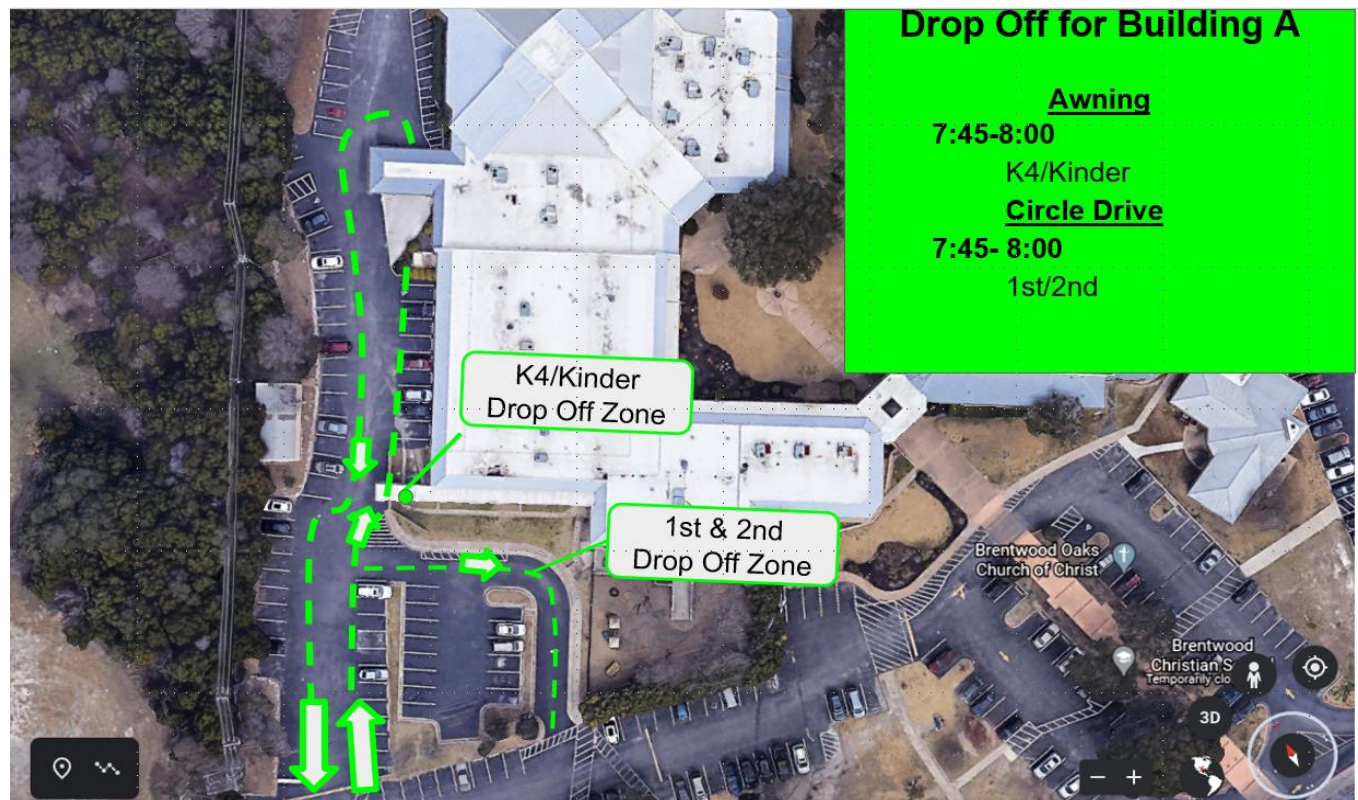 Drop Off for Building A
Awning
7:45-8:00
K4/Kinder
Circle Drive
7:45- 8:00
1st/2nd
K4/Kinder
Drop Off Zone
1st & 2nd
Drop Off Zone
Brentwood Oaks
Church of Christ
Brentwood
Christian S
Temporarily clo
3D